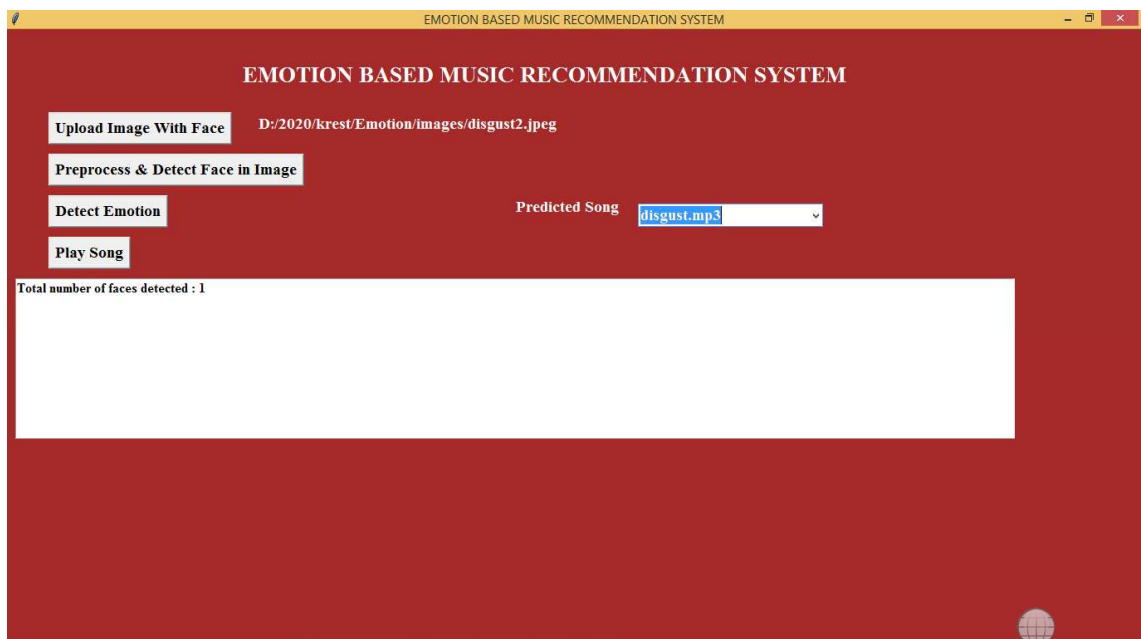 EMOTION BASED MUSIC RECOMMENDATION SYSTEM
EMOTION BASED MUSIC RECOMMENDATION SYSTEM
Upload Image With Face D:/2020/krest/Emotion/images/disgust2.jpeg
Preprocess & Detect Face in Image
Detect Emotion Predicted Song disgust.mp3
Play Song
Total number of faces detected : 1